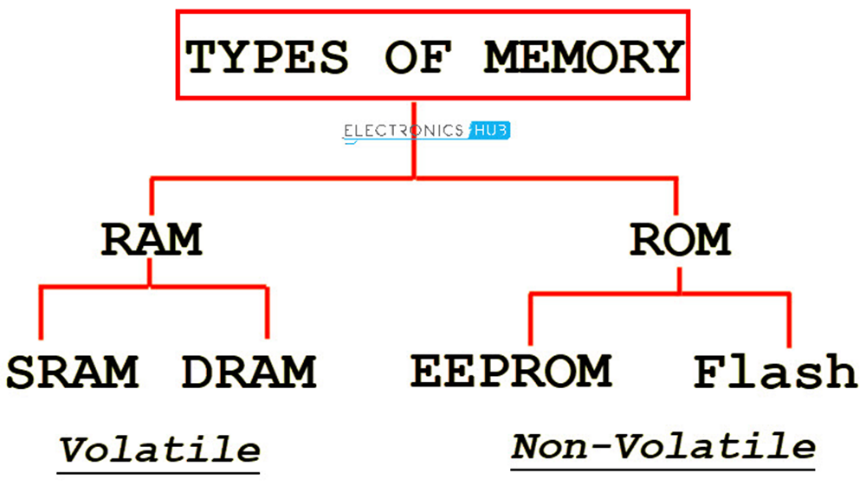 TYPES OF MEMORY
ELECTRONICS HUB
RAM ROM
SRAM DRAM EEPROM Flash
Volatile Non-Volatile